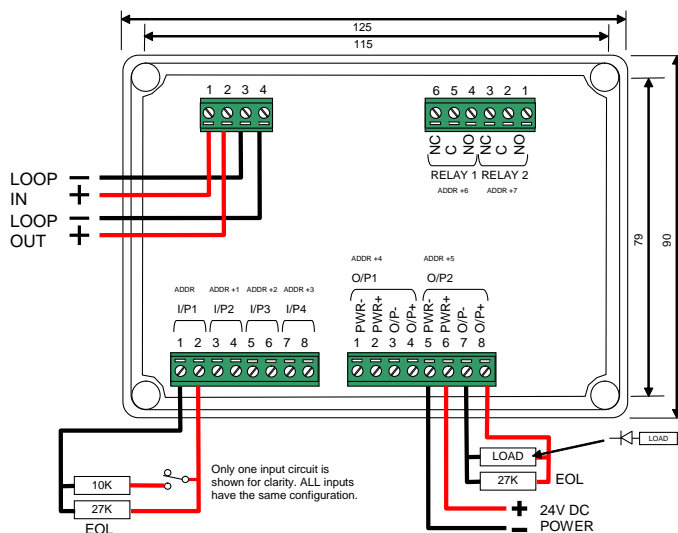 125
115
1 2 3 4
6 5 4 3 2 1
NC C NO NC C NO
RELAY 1 RELAY 2
ADDR +6 ADDR +7
LOOP − 
IN +
LOOP −
OUT +
79
90
ADDR +4 ADDR +5
O/P1 O/P2
ADDR ADDR +1 ADDR +2 ADDR +3
I/P1 I/P2 I/P3 I/P4
PWR- PWR+ O/P- O/P+ PWR- PWR+ O/P- O/P+
1 2 3 4 5 6 7 8
1 2 3 4 5 6 7 8
LOAD
LOAD
10K
27K
EOL
Only one input circuit is
shown for clarity. ALL inputs
have the same configuration.
27K EOL
+ 24V DC
− POWER